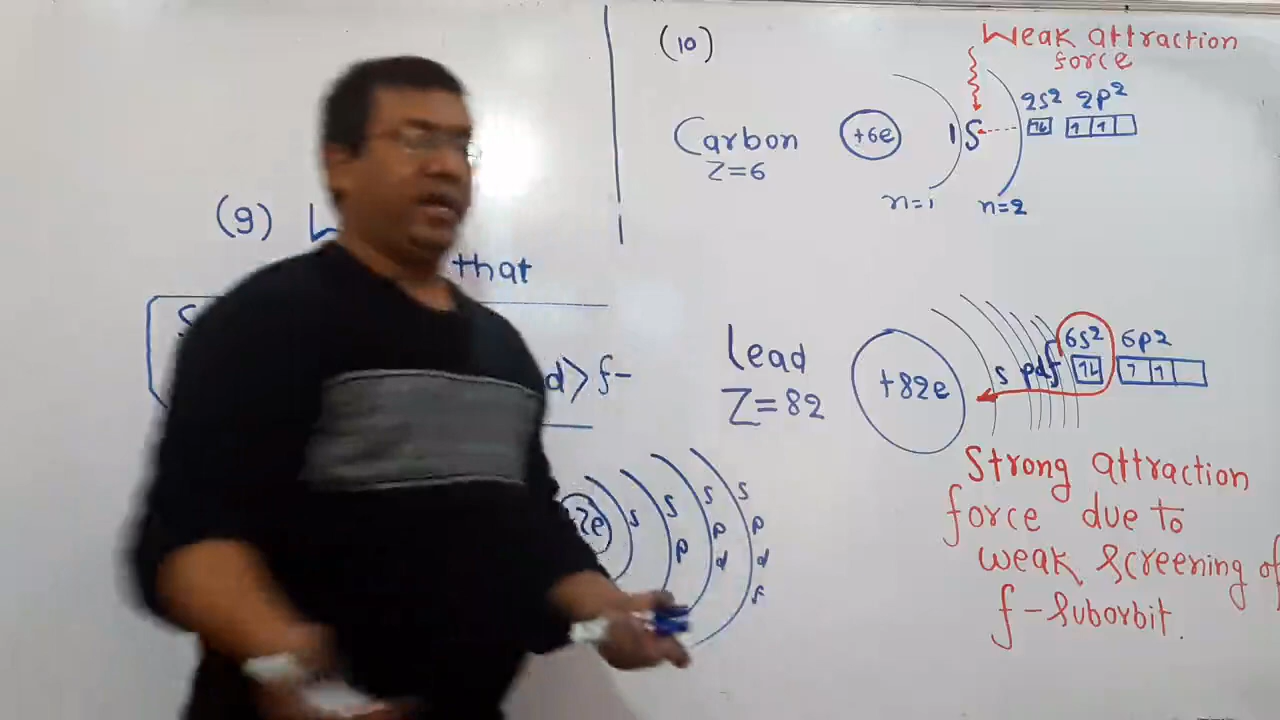 (9)
that
d>f-
s
s
p
s
p
d
s
p
d
f
(10)
Weak attraction
force
Carbon
Z=6
+6e
1S
2s² 2p²
n=1
n=2
Lead
Z=82
+82e
s p d f
6s² 6p²
Strong attraction
force due to
weak screening of
f-suborbit.